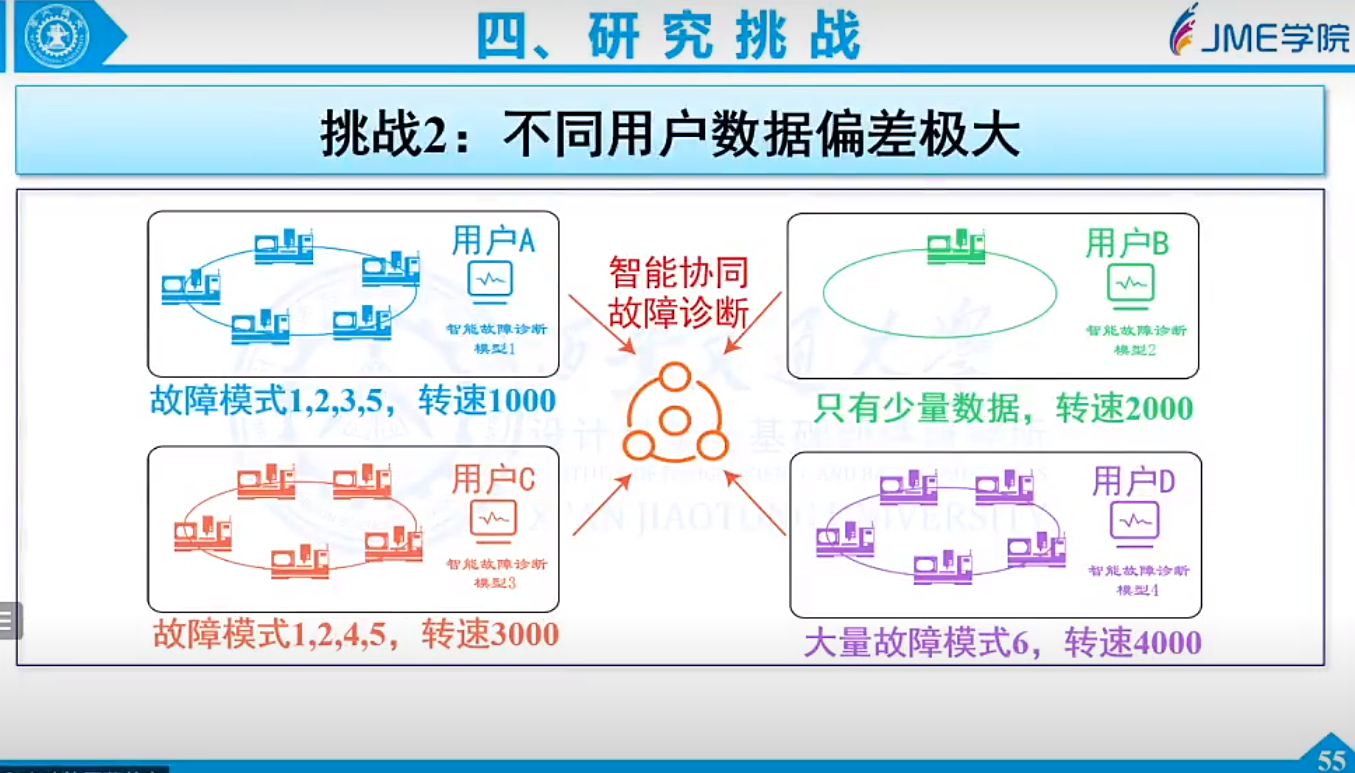 四、研究挑战
JME学院
挑战2：不同用户数据偏差极大
用户A
智能故障诊断
模型1
故障模式1,2,3,5，转速1000
智能协同
故障诊断
用户B
智能故障诊断
模型2
只有少量数据，转速2000
用户C
智能故障诊断
模型3
故障模式1,2,4,5，转速3000
用户D
智能故障诊断
模型4
大量故障模式6，转速4000
XI'AN JIAOTONG UNIVERSITY
55